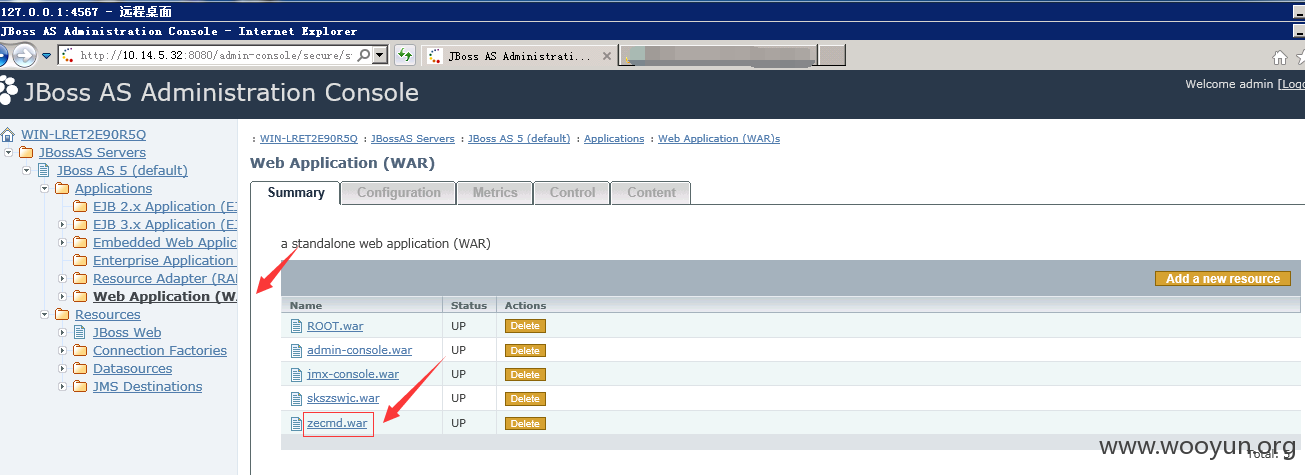 127.0.0.1:4567 - 远程桌面
JBoss AS Administration Console - Internet Explorer
http://10.14.5.32:8080/admin-console/secure/s
JBoss AS Administrati...
JBoss AS Administration Console
Welcome admin [Logo
WIN-LRET2E90R5Q
JBossAS Servers
JBoss AS 5 (default)
Applications
EJB 2.x Application (E
EJB 3.x Application (E
Embedded Web Applic
Enterprise Application
Resource Adapter (RA
Web Application (W
Resources
JBoss Web
Connection Factories
Datasources
JMS Destinations
: WIN-LRET2E90R5Q : JBossAS Servers : JBoss AS 5 (default) : Applications : Web Application (WAR)s
Web Application (WAR)
Summary Configuration Metrics Control Content
a standalone web application (WAR)
Add a new resource
Name Status Actions
ROOT.war UP Delete
admin-console.war UP Delete
jmx-console.war UP Delete
skszswjc.war UP Delete
zecmd.war UP Delete
Total:
www.wooyun.org